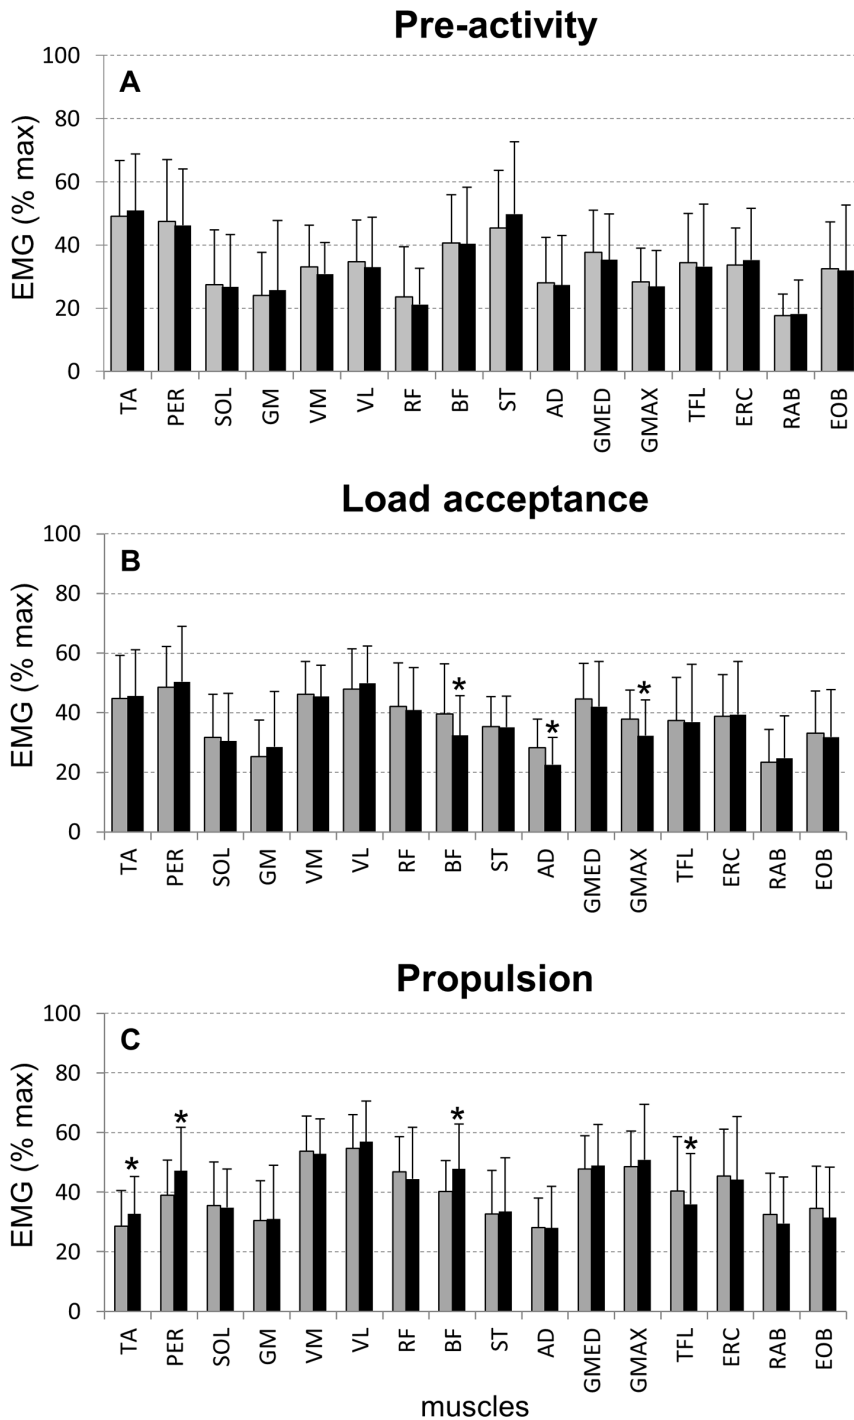 Pre-activity
A
EMG (% max)
100
80
60
40
20
0
TA PER SOL GM VM VL RF BF ST AD GMED GMAX TFL ERC RAB EOB
Load acceptance
B
EMG (% max)
100
80
60
40
20
0
* * *
TA PER SOL GM VM VL RF BF ST AD GMED GMAX TFL ERC RAB EOB
Propulsion
C
EMG (% max)
100
80
60
40
20
0
* * * *
TA PER SOL GM VM VL RF BF ST AD GMED GMAX TFL ERC RAB EOB
muscles